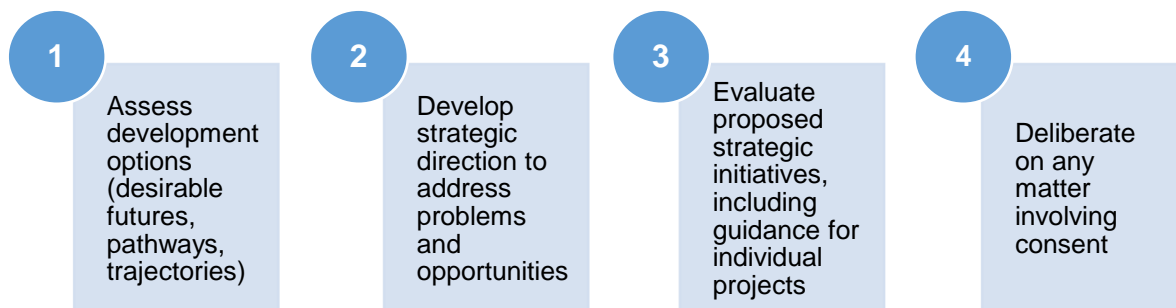 1
Assess
development
options
(desirable
futures,
pathways,
trajectories)
2
Develop
strategic
direction to
address
problems
and
opportunities
3
Evaluate
proposed
strategic
initiatives,
including
guidance for
individual
projects
4
Deliberate
on any
matter
involving
consent